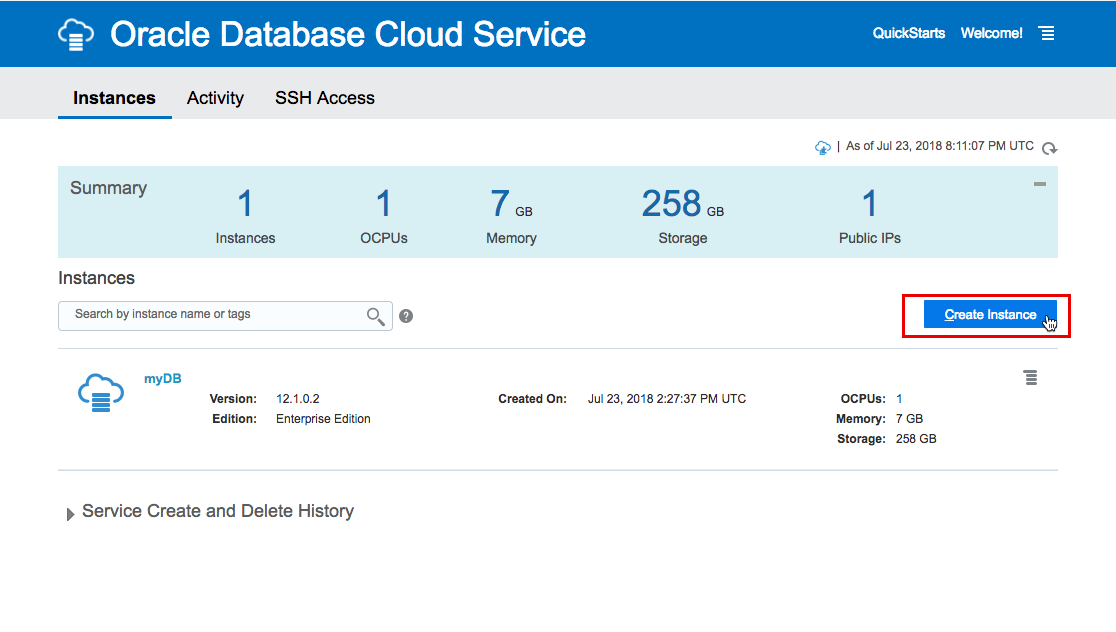 Oracle Database Cloud Service
QuickStarts Welcome!
Instances Activity SSH Access
| As of Jul 23, 2018 8:11:07 PM UTC
Summary
1 1 7 GB 258 GB 1
Instances OCPUs Memory Storage Public IPs
Instances
Search by instance name or tags ?
Create Instance
myDB
Version: 12.1.0.2 Created On: Jul 23, 2018 2:27:37 PM UTC OCPUs: 1
Edition: Enterprise Edition Memory: 7 GB
Storage: 258 GB
Service Create and Delete History